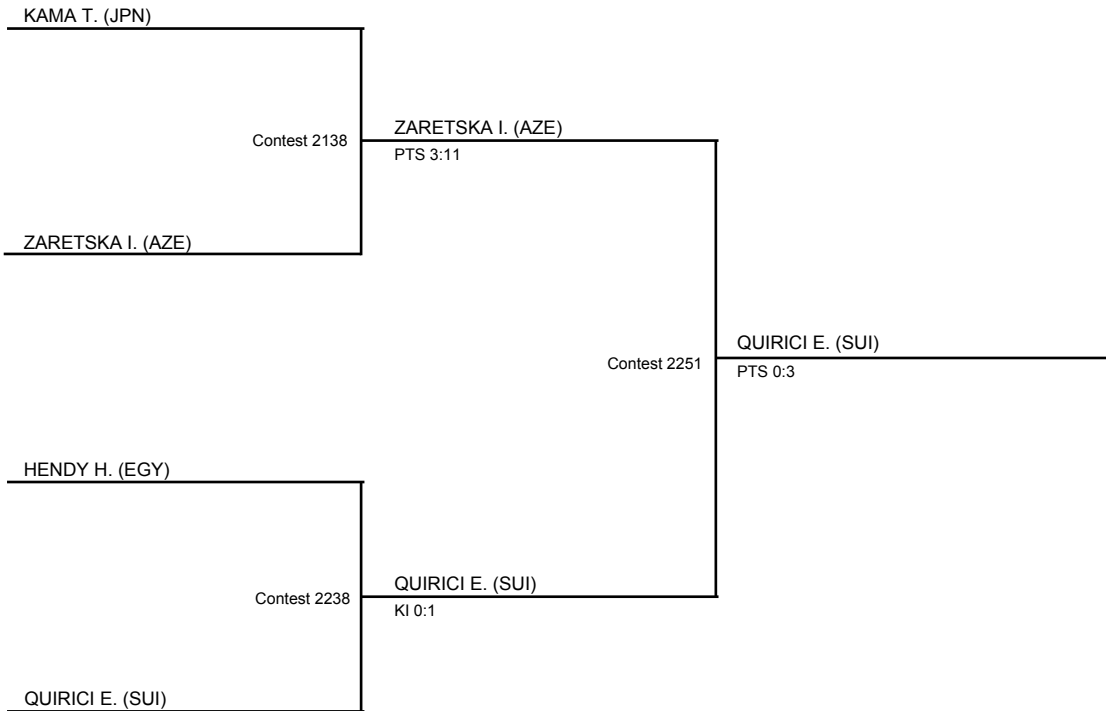 KAMA T. (JPN)
ZARETSKA I. (AZE)
Contest 2138
PTS 3:11
ZARETSKA I. (AZE)
QUIRICI E. (SUI)
Contest 2251
PTS 0:3
HENDY H. (EGY)
QUIRICI E. (SUI)
Contest 2238
KI 0:1
QUIRICI E. (SUI)